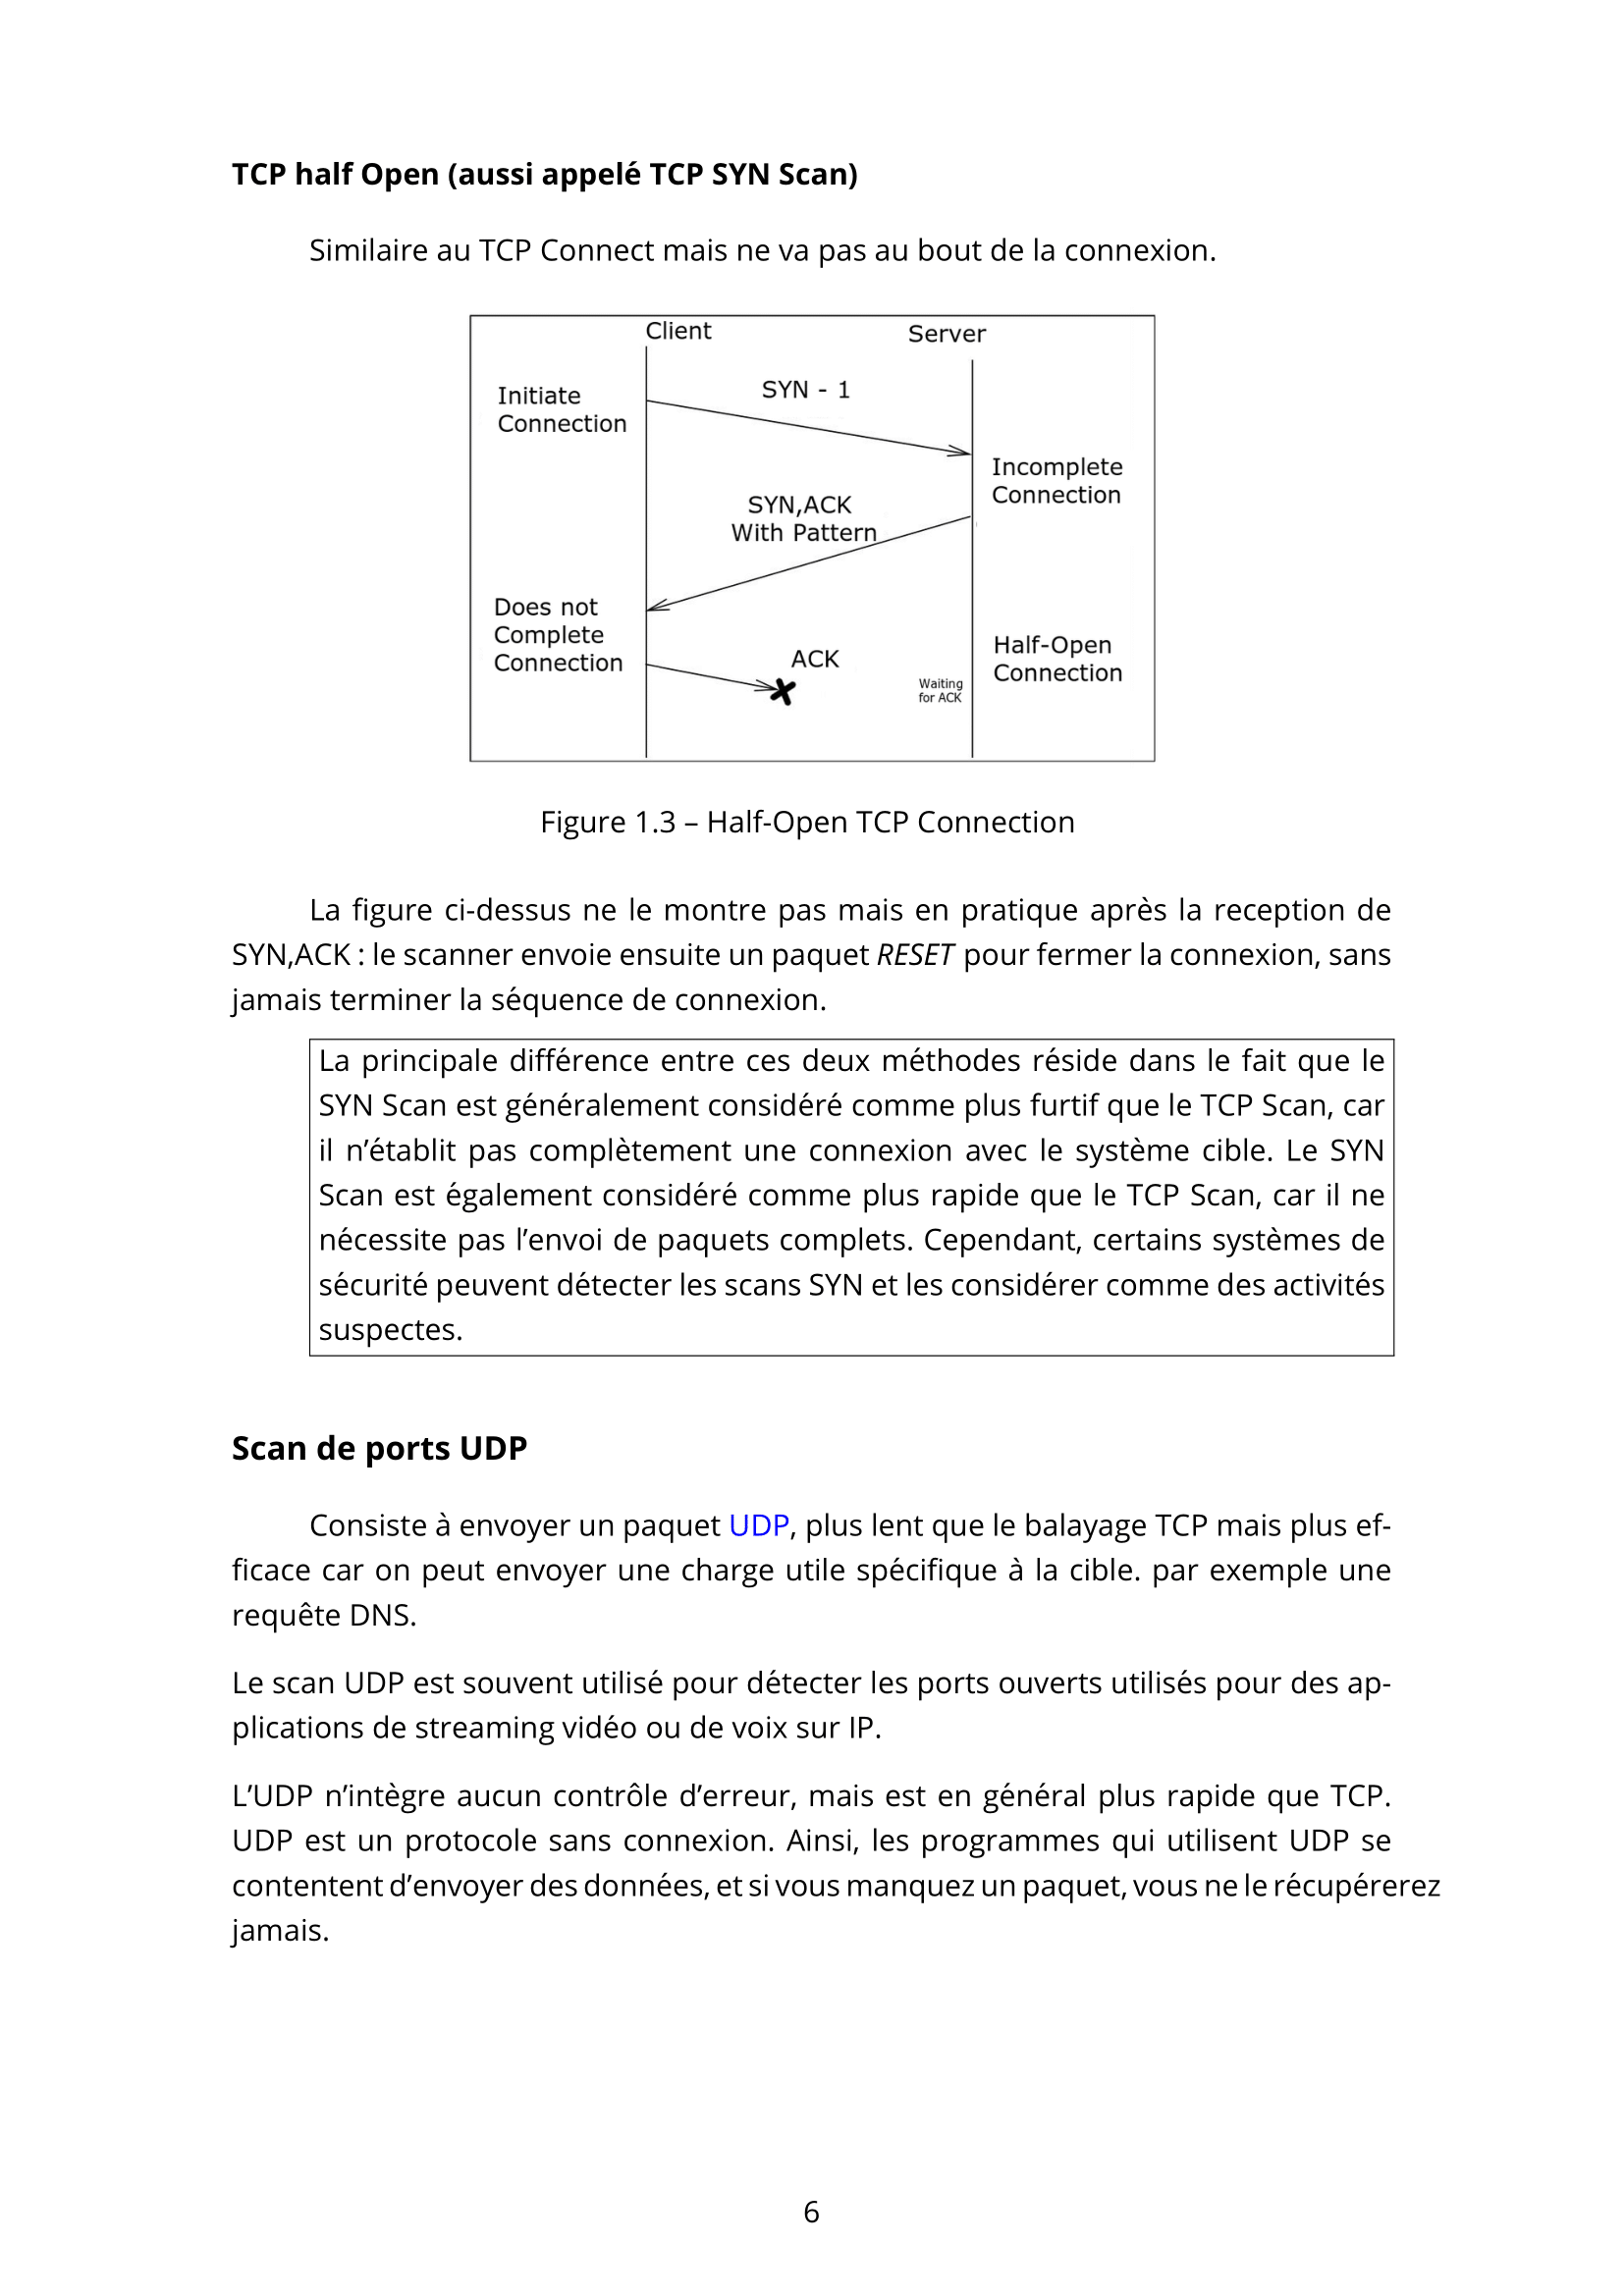 TCP half Open (aussi appelé TCP SYN Scan)
Similaire au TCP Connect mais ne va pas au bout de la connexion.
Client
Server
SYN - 1
Initiate
Connection
Incomplete
Connection
SYN,ACK
With Pattern
Does not
Complete
Connection
ACK
Half-Open
Connection
Waiting
for ACK
Figure 1.3 – Half-Open TCP Connection
La figure ci-dessus ne le montre pas mais en pratique après la reception de
SYN,ACK : le scanner envoie ensuite un paquet RESET pour fermer la connexion, sans
jamais terminer la séquence de connexion.
La principale différence entre ces deux méthodes réside dans le fait que le
SYN Scan est généralement considéré comme plus furtif que le TCP Scan, car
il n’établit pas complètement une connexion avec le système cible. Le SYN
Scan est également considéré comme plus rapide que le TCP Scan, car il ne
nécessite pas l’envoi de paquets complets. Cependant, certains systèmes de
sécurité peuvent détecter les scans SYN et les considérer comme des activités
suspectes.
Scan de ports UDP
Consiste à envoyer un paquet UDP, plus lent que le balayage TCP mais plus ef-
ficace car on peut envoyer une charge utile spécifique à la cible. par exemple une
requête DNS.
Le scan UDP est souvent utilisé pour détecter les ports ouverts utilisés pour des ap-
plications de streaming vidéo ou de voix sur IP.
L’UDP n’intègre aucun contrôle d’erreur, mais est en général plus rapide que TCP.
UDP est un protocole sans connexion. Ainsi, les programmes qui utilisent UDP se
contentent d’envoyer des données, et si vous manquez un paquet, vous ne le récupérerez
jamais.
6